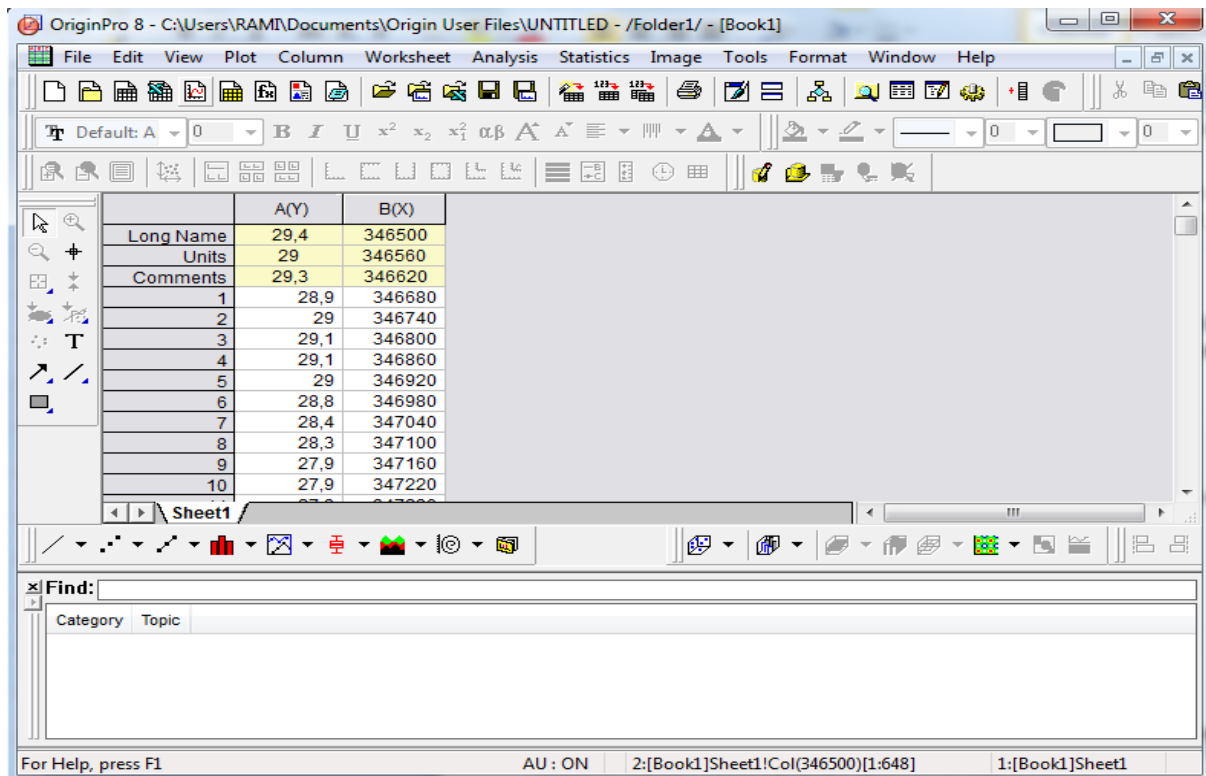 OriginPro 8 - C:\Users\RAMI\Documents\Origin User Files\UNTITLED - /Folder1/ - [Book1]
File Edit View Plot Column Worksheet Analysis Statistics Image Tools Format Window Help
Default: A 0 B I U x² x₂ αβ A A A 0 0
A(Y) B(X)
Long Name 29,4 346500
Units 29 346560
Comments 29,3 346620
1 28,9 346680
2 29 346740
3 29,1 346800
4 29,1 346860
5 29 346920
6 28,8 346980
7 28,4 347040
8 28,3 347100
9 27,9 347160
10 27,9 347220
T
Sheet1
Find:
Category Topic
For Help, press F1 AU : ON 2:[Book1]Sheet1!Col(346500)[1:648] 1:[Book1]Sheet1